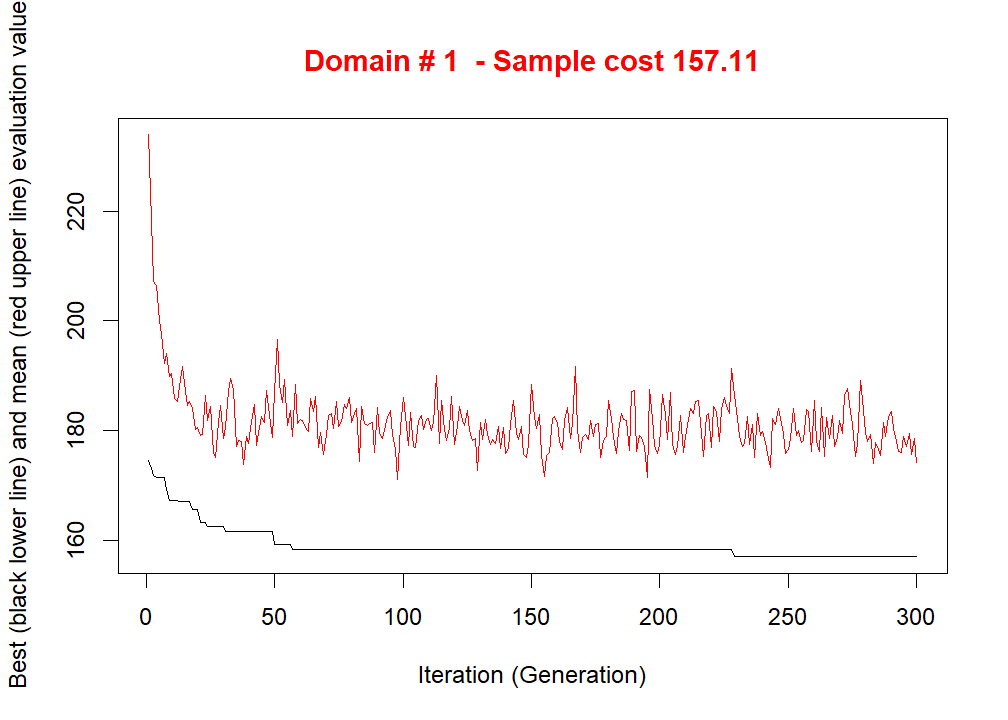 Domain # 1  - Sample cost 157.11
Best (black lower line) and mean (red upper line) evaluation value
220
200
180
160
0 50 100 150 200 250 300
Iteration (Generation)